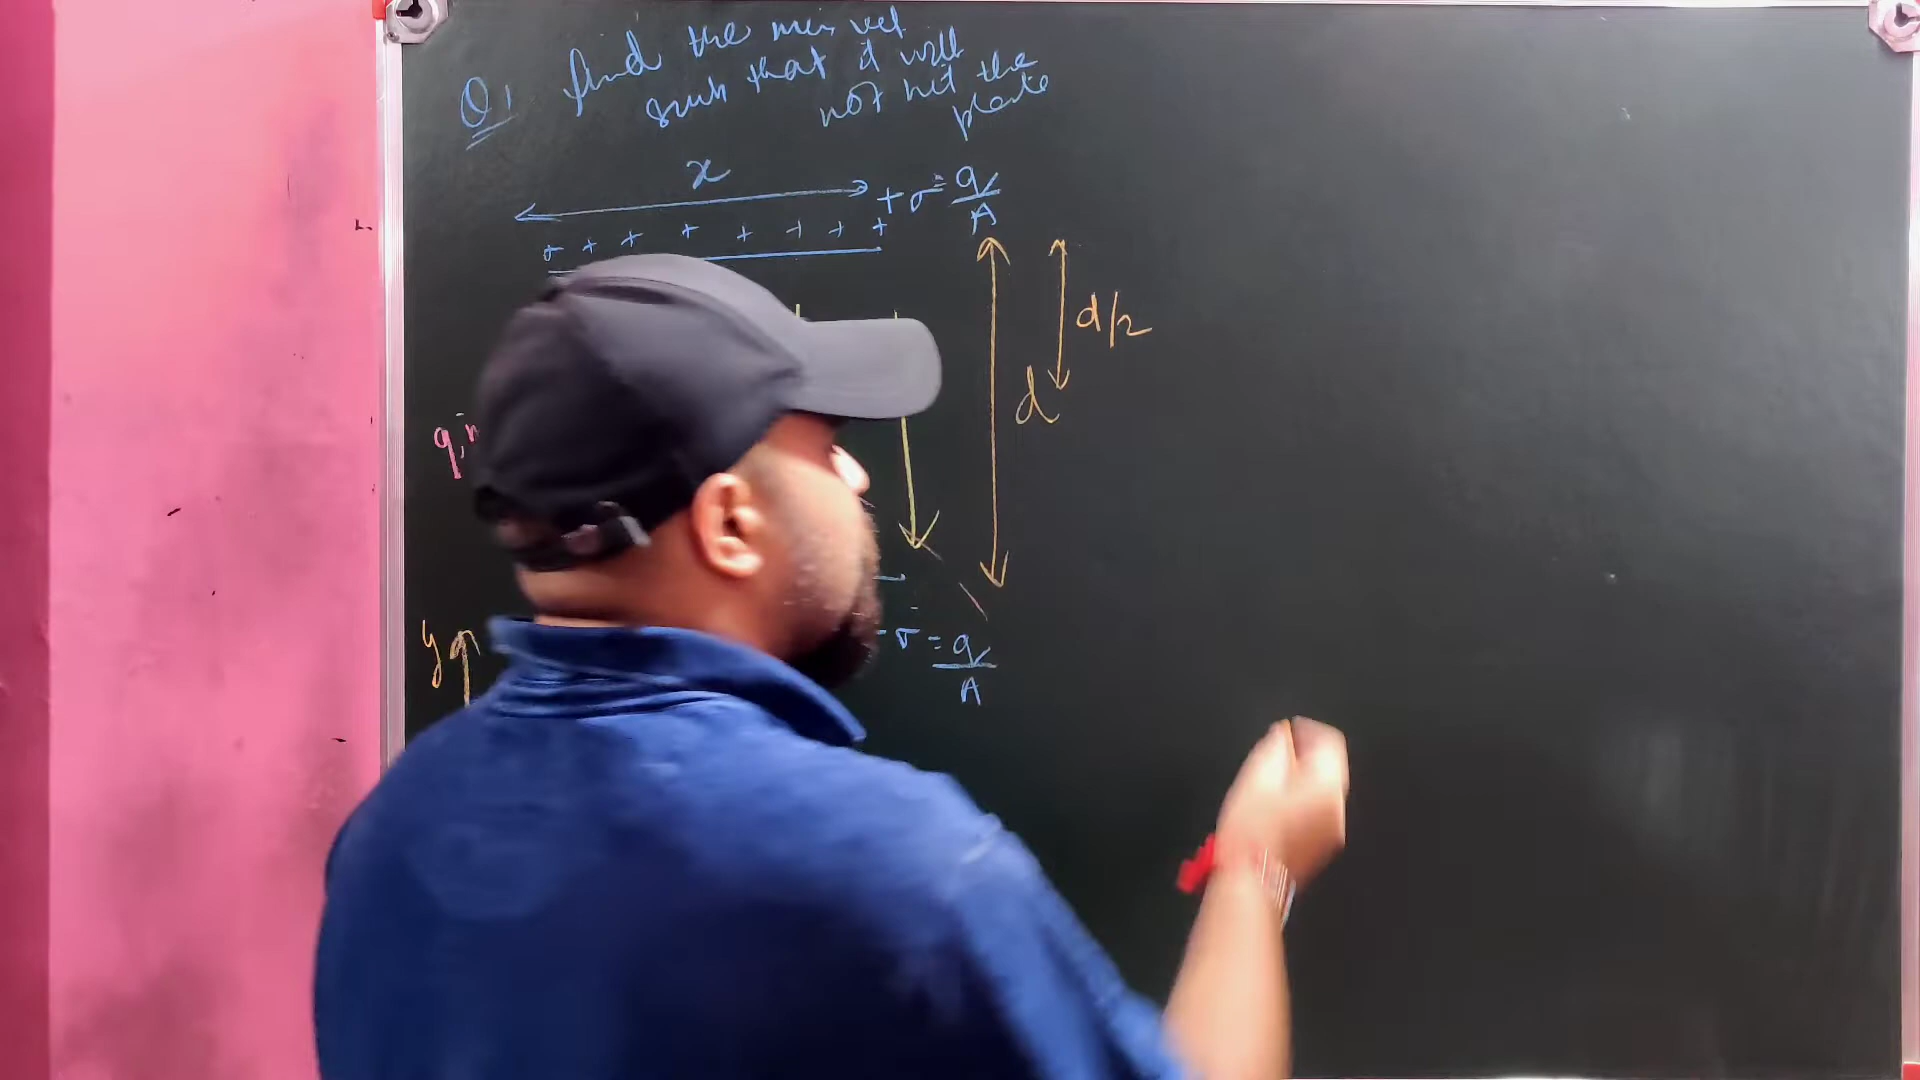 Q1 find the min vel
such that it will
not hit the
plate
x
+σ = q/A
+ + + + + + + +
d/2
d
q, m
y
-σ = q/A